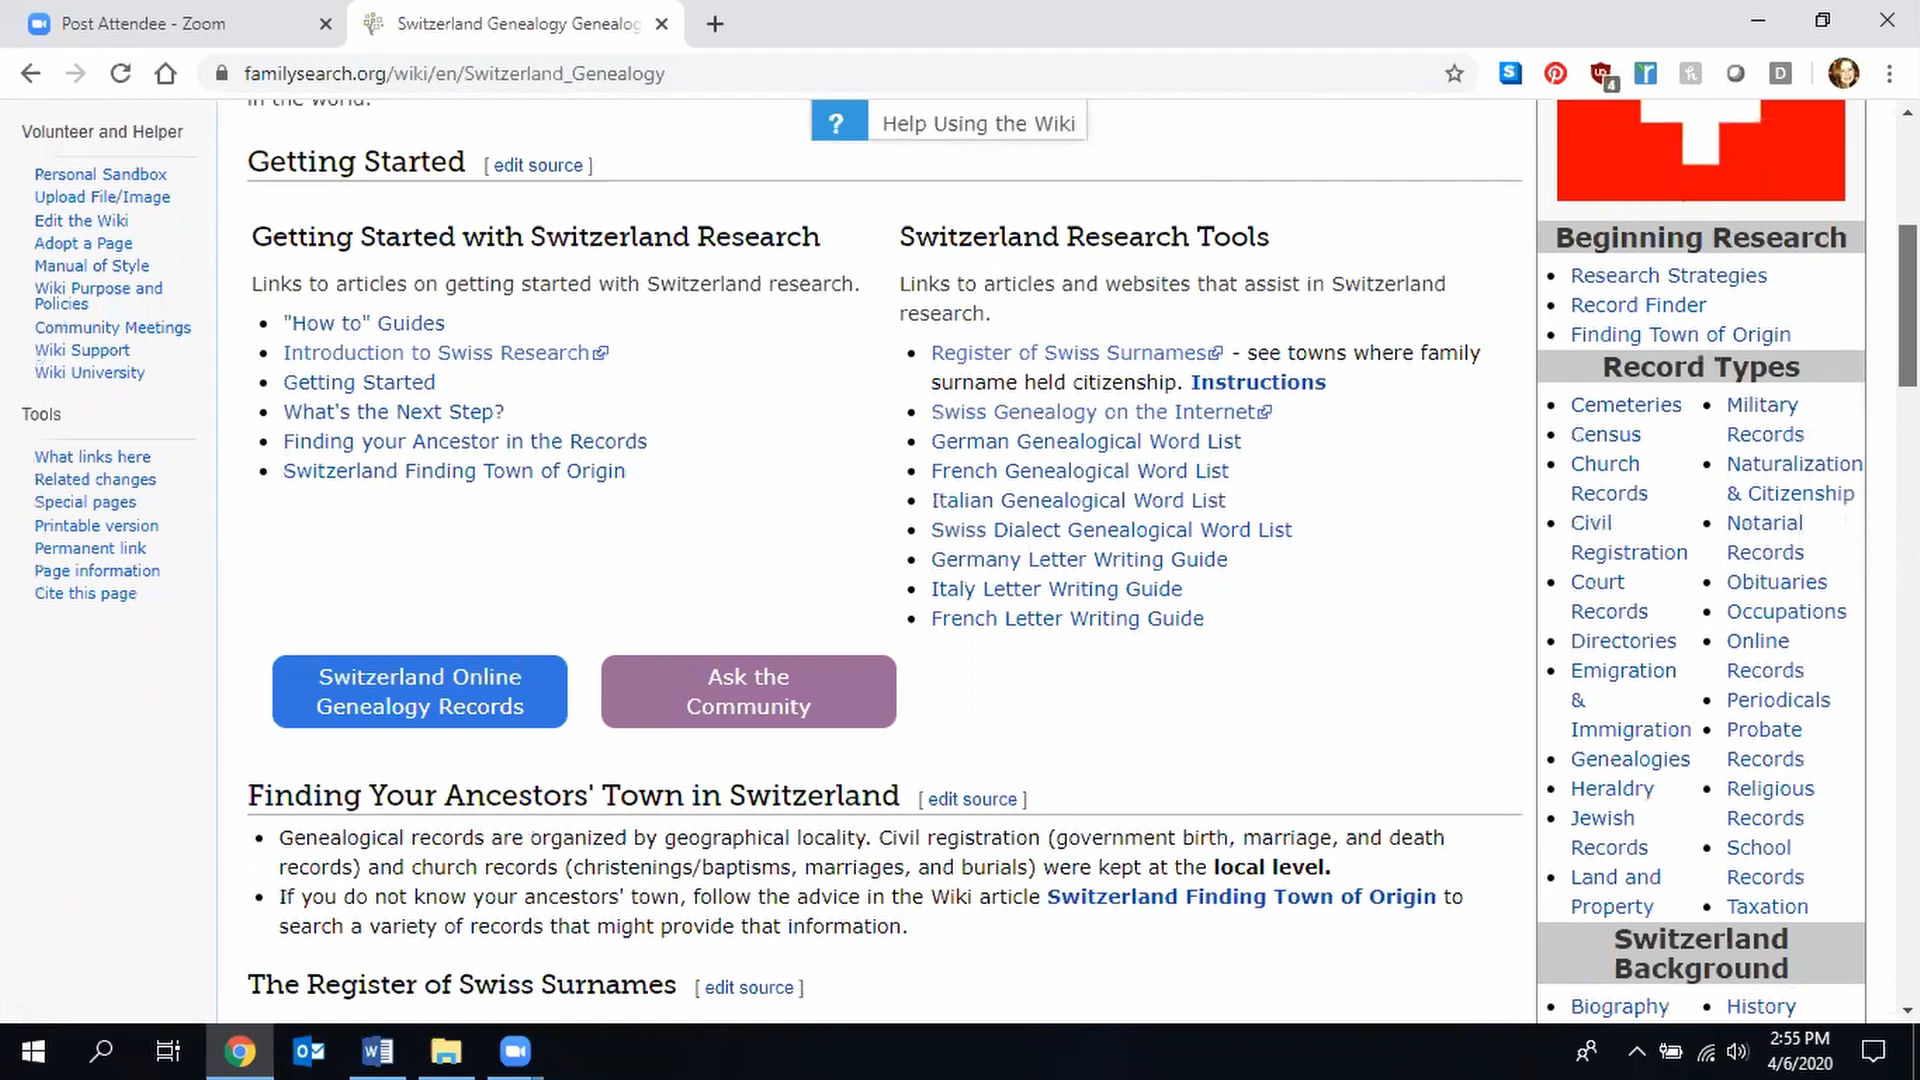 Post Attendee - Zoom
Switzerland Genealogy Genealog
familysearch.org/wiki/en/Switzerland_Genealogy
4
in the world.
? Help Using the Wiki
Volunteer and Helper
Personal Sandbox
Upload File/Image
Edit the Wiki
Adopt a Page
Manual of Style
Wiki Purpose and
Policies
Community Meetings
Wiki Support
Wiki University
Tools
What links here
Related changes
Special pages
Printable version
Permanent link
Page information
Cite this page
Getting Started [ edit source ]
Getting Started with Switzerland Research
Links to articles on getting started with Switzerland research.
"How to" Guides
Introduction to Swiss Research
Getting Started
What's the Next Step?
Finding your Ancestor in the Records
Switzerland Finding Town of Origin
Switzerland Research Tools
Links to articles and websites that assist in Switzerland
research.
Register of Swiss Surnames - see towns where family
surname held citizenship. Instructions
Swiss Genealogy on the Internet
German Genealogical Word List
French Genealogical Word List
Italian Genealogical Word List
Swiss Dialect Genealogical Word List
Germany Letter Writing Guide
Italy Letter Writing Guide
French Letter Writing Guide
Switzerland Online
Genealogy Records
Ask the
Community
Finding Your Ancestors' Town in Switzerland [ edit source ]
Genealogical records are organized by geographical locality. Civil registration (government birth, marriage, and death
records) and church records (christenings/baptisms, marriages, and burials) were kept at the local level.
If you do not know your ancestors' town, follow the advice in the Wiki article Switzerland Finding Town of Origin to
search a variety of records that might provide that information.
The Register of Swiss Surnames [ edit source ]
Beginning Research
Research Strategies
Record Finder
Finding Town of Origin
Record Types
Cemeteries
Census
Church
Records
Civil
Registration
Court
Records
Directories
Emigration
&
Immigration
Genealogies
Heraldry
Jewish
Records
Land and
Property
Military
Records
Naturalization
& Citizenship
Notarial
Records
Obituaries
Occupations
Online
Records
Periodicals
Probate
Records
Religious
Records
School
Records
Taxation
Switzerland
Background
Biography
History
2:55 PM
4/6/2020